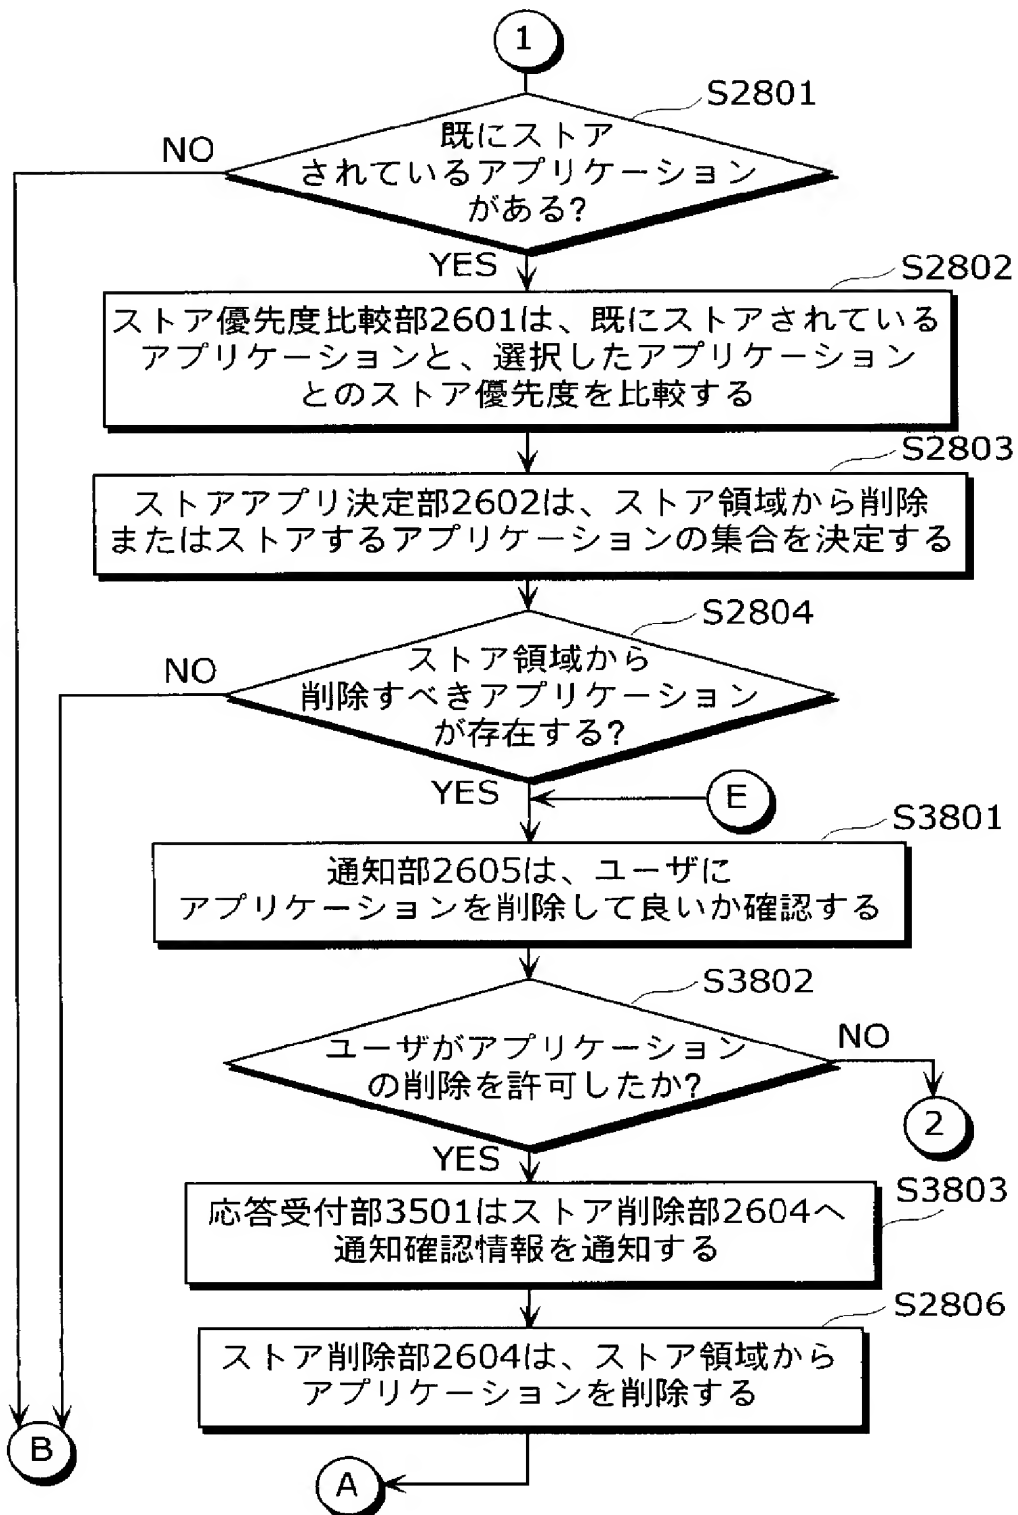 1
S2801
既にストア
されているアプリケーション
がある?
NO
YES
S2802
ストア優先度比較部2601は、既にストアされている
アプリケーションと、選択したアプリケーション
とのストア優先度を比較する
S2803
ストアアプリ決定部2602は、ストア領域から削除
またはストアするアプリケーションの集合を決定する
S2804
ストア領域から
削除すべきアプリケーション
が存在する?
NO
YES
E
S3801
通知部2605は、ユーザに
アプリケーションを削除して良いか確認する
S3802
ユーザがアプリケーション
の削除を許可したか?
NO
2
YES
S3803
応答受付部3501はストア削除部2604へ
通知確認情報を通知する
S2806
ストア削除部2604は、ストア領域から
アプリケーションを削除する
B
A